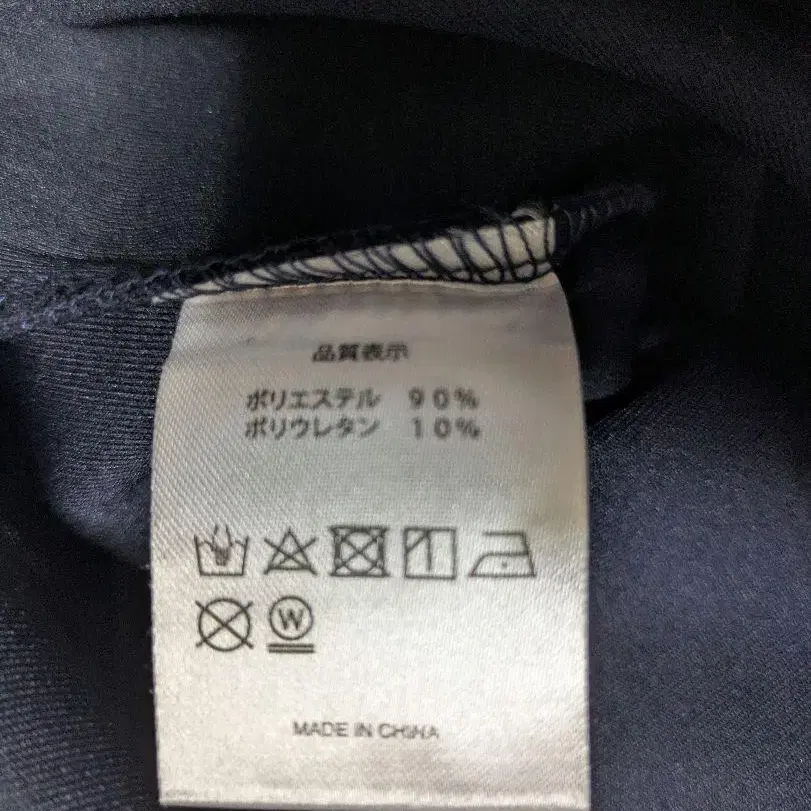 品質表示
ポリエステル 90%
ポリウレタン 10%
W
MADE IN CHINA